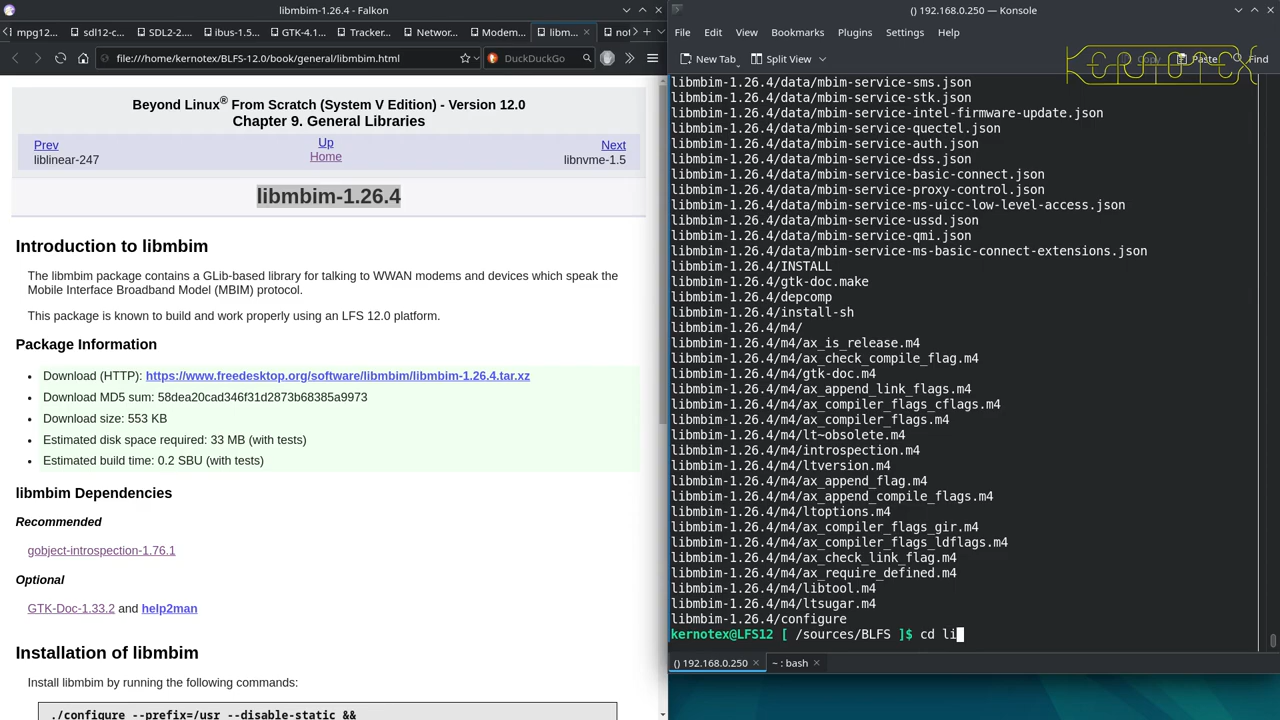 libmbim-1.26.4 - Falkon
mpg12...
sdl12-c...
SDL2-2....
ibus-1.5...
GTK-4.1...
Tracker...
Networ...
Modem...
libm...
not
file:///home/kernotex/BLFS-12.0/book/general/libmbim.html
DuckDuckGo
Beyond Linux® From Scratch (System V Edition) - Version 12.0
Chapter 9. General Libraries
Prev
Up
Next
liblinear-247
Home
libnvme-1.5
libmbim-1.26.4
Introduction to libmbim
The libmbim package contains a GLib-based library for talking to WWAN modems and devices which speak the
Mobile Interface Broadband Model (MBIM) protocol.
This package is known to build and work properly using an LFS 12.0 platform.
Package Information
• Download (HTTP): https://www.freedesktop.org/software/libmbim/libmbim-1.26.4.tar.xz
• Download MD5 sum: 58dea20cad346f31d2873b68385a9973
• Download size: 553 KB
• Estimated disk space required: 33 MB (with tests)
• Estimated build time: 0.2 SBU (with tests)
libmbim Dependencies
Recommended
gobject-introspection-1.76.1
Optional
GTK-Doc-1.33.2 and help2man
Installation of libmbim
Install libmbim by running the following commands:
./configure --prefix=/usr --disable-static &&
() 192.168.0.250 — Konsole
File Edit View Bookmarks Plugins Settings Help
New Tab
Split View
Copy
Paste
Find
KERNOTEX
libmbim-1.26.4/data/mbim-service-sms.json
libmbim-1.26.4/data/mbim-service-stk.json
libmbim-1.26.4/data/mbim-service-intel-firmware-update.json
libmbim-1.26.4/data/mbim-service-quectel.json
libmbim-1.26.4/data/mbim-service-auth.json
libmbim-1.26.4/data/mbim-service-dss.json
libmbim-1.26.4/data/mbim-service-basic-connect.json
libmbim-1.26.4/data/mbim-service-proxy-control.json
libmbim-1.26.4/data/mbim-service-ms-uicc-low-level-access.json
libmbim-1.26.4/data/mbim-service-ussd.json
libmbim-1.26.4/data/mbim-service-qmi.json
libmbim-1.26.4/data/mbim-service-ms-basic-connect-extensions.json
libmbim-1.26.4/INSTALL
libmbim-1.26.4/gtk-doc.make
libmbim-1.26.4/depcomp
libmbim-1.26.4/install-sh
libmbim-1.26.4/m4/
libmbim-1.26.4/m4/ax_is_release.m4
libmbim-1.26.4/m4/ax_check_compile_flag.m4
libmbim-1.26.4/m4/gtk-doc.m4
libmbim-1.26.4/m4/ax_append_link_flags.m4
libmbim-1.26.4/m4/ax_compiler_flags_cflags.m4
libmbim-1.26.4/m4/ax_compiler_flags.m4
libmbim-1.26.4/m4/lt~obsolete.m4
libmbim-1.26.4/m4/introspection.m4
libmbim-1.26.4/m4/ltversion.m4
libmbim-1.26.4/m4/ax_append_flag.m4
libmbim-1.26.4/m4/ax_append_compile_flags.m4
libmbim-1.26.4/m4/ltoptions.m4
libmbim-1.26.4/m4/ax_compiler_flags_gir.m4
libmbim-1.26.4/m4/ax_compiler_flags_ldflags.m4
libmbim-1.26.4/m4/ax_check_link_flag.m4
libmbim-1.26.4/m4/ax_require_defined.m4
libmbim-1.26.4/m4/libtool.m4
libmbim-1.26.4/m4/ltsugar.m4
libmbim-1.26.4/configure
kernotex@LFS12 [ /sources/BLFS ]$ cd li
() 192.168.0.250
~ : bash